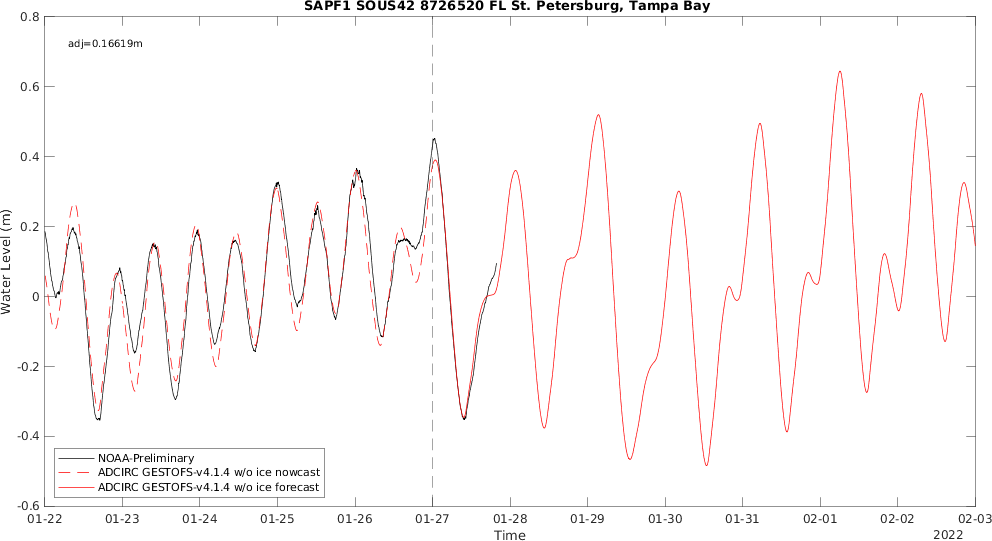 SAPF1 SOUS42 8726520 FL St. Petersburg, Tampa Bay
adj=0.16619m
0.8
0.6
0.4
0.2
0
-0.2
-0.4
-0.6
Water Level (m)
NOAA-Preliminary
ADCIRC GESTOFS-v4.1.4 w/o ice nowcast
ADCIRC GESTOFS-v4.1.4 w/o ice forecast
01-22 01-23 01-24 01-25 01-26 01-27 01-28 01-29 01-30 01-31 02-01 02-02 02-03
Time
2022